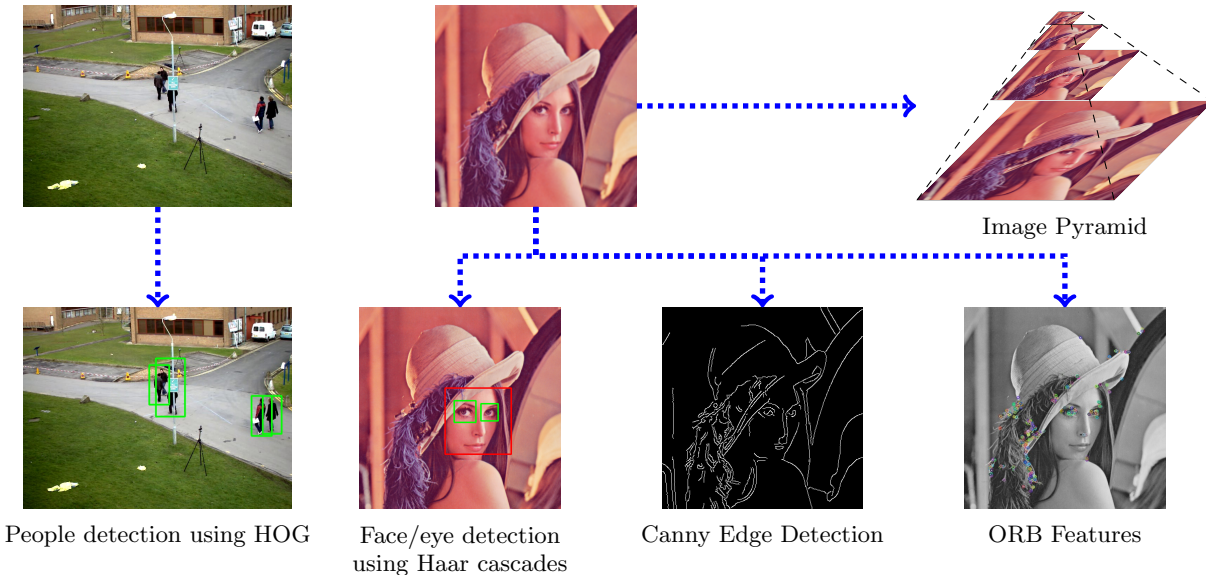 Image Pyramid
People detection using HOG
Face/eye detection
using Haar cascades
Canny Edge Detection
ORB Features